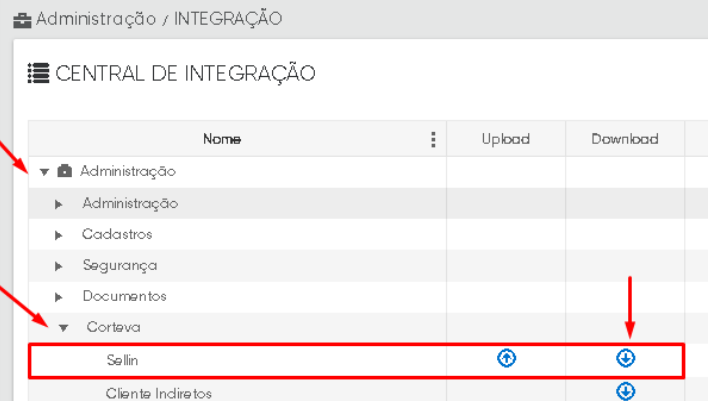 Administração / INTEGRAÇÃO
CENTRAL DE INTEGRAÇÃO
Nome Upload Download
Administração
Administração
Cadastros
Segurança
Documentos
Corteva
Sellin
Cliente Indiretos